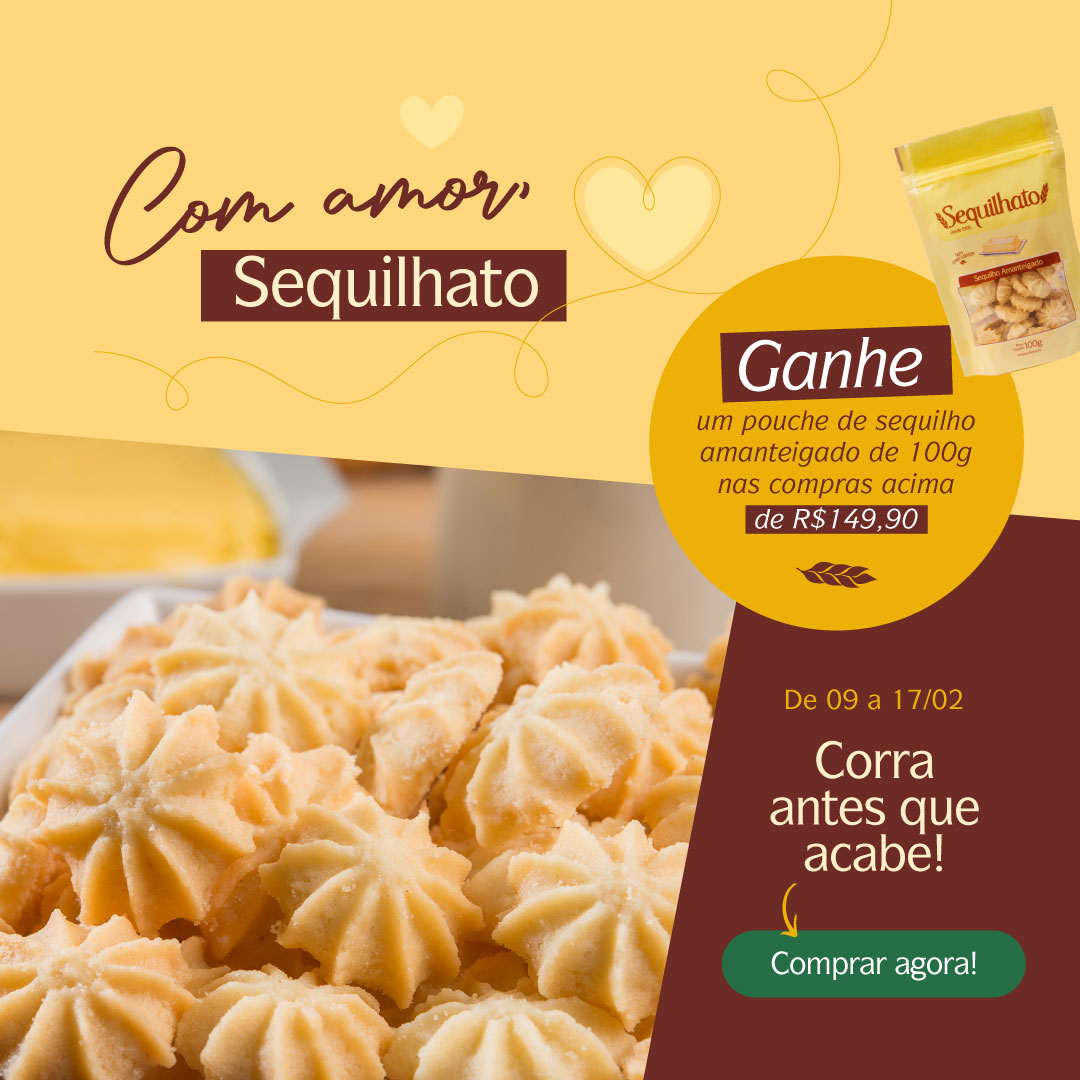 Com amor,
Sequilhato
Sequilhato
Sequilho Amanteigado
100g
Ganhe
um pouche de sequilho
amanteigado de 100g
nas compras acima
de R$149,90
De 09 a 17/02
Corra
antes que
acabe!
Comprar agora!